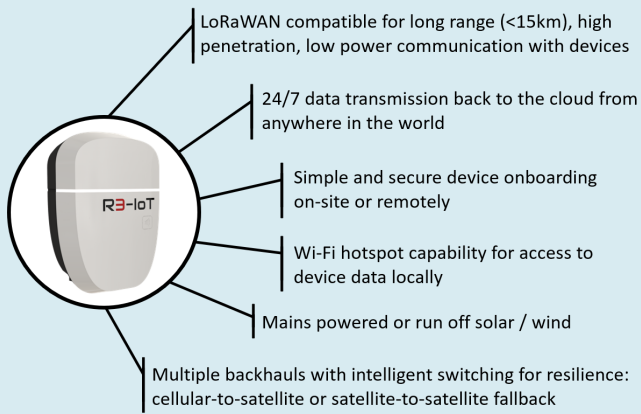 LoRaWAN compatible for long range (<15km), high
penetration, low power communication with devices
24/7 data transmission back to the cloud from
anywhere in the world
R3-IoT
Simple and secure device onboarding
on-site or remotely
Wi-Fi hotspot capability for access to
device data locally
Mains powered or run off solar / wind
Multiple backhauls with intelligent switching for resilience:
cellular-to-satellite or satellite-to-satellite fallback